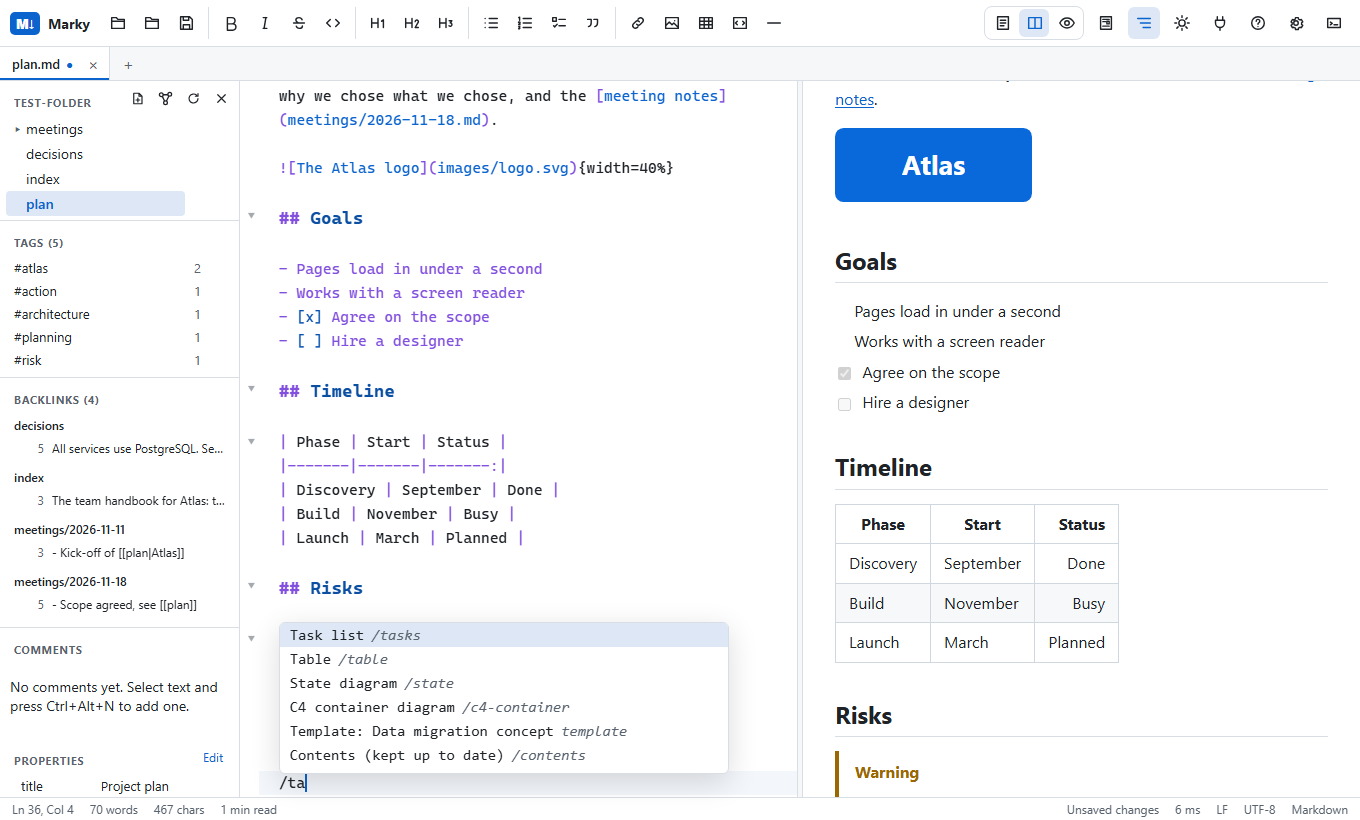 M↓ Marky H1 H2 H3
plan.md ● × +
TEST-FOLDER
meetings
decisions
index
plan
TAGS (5)
#atlas 2
#action 1
#architecture 1
#planning 1
#risk 1
BACKLINKS (4)
decisions
5 All services use PostgreSQL. Se...
index
3 The team handbook for Atlas: t...
meetings/2026-11-11
3 - Kick-off of [[plan|Atlas]]
meetings/2026-11-18
5 - Scope agreed, see [[plan]]
COMMENTS
No comments yet. Select text and
press Ctrl+Alt+N to add one.
PROPERTIES Edit
title Project plan
why we chose what we chose, and the [meeting notes]
(meetings/2026-11-18.md).
![The Atlas logo](images/logo.svg){width=40%}
## Goals
- Pages load in under a second
- Works with a screen reader
- [x] Agree on the scope
- [ ] Hire a designer
## Timeline
| Phase | Start | Status |
|-------|-------|-------:|
| Discovery | September | Done |
| Build | November | Busy |
| Launch | March | Planned |
## Risks
Task list /tasks
Table /table
State diagram /state
C4 container diagram /c4-container
Template: Data migration concept template
Contents (kept up to date) /contents
/ta
notes.
Atlas
Goals
Pages load in under a second
Works with a screen reader
Agree on the scope
Hire a designer
Timeline
Phase Start Status
Discovery September Done
Build November Busy
Launch March Planned
Risks
Warning
Ln 36, Col 4 70 words 467 chars 1 min read Unsaved changes 6 ms LF UTF-8 Markdown